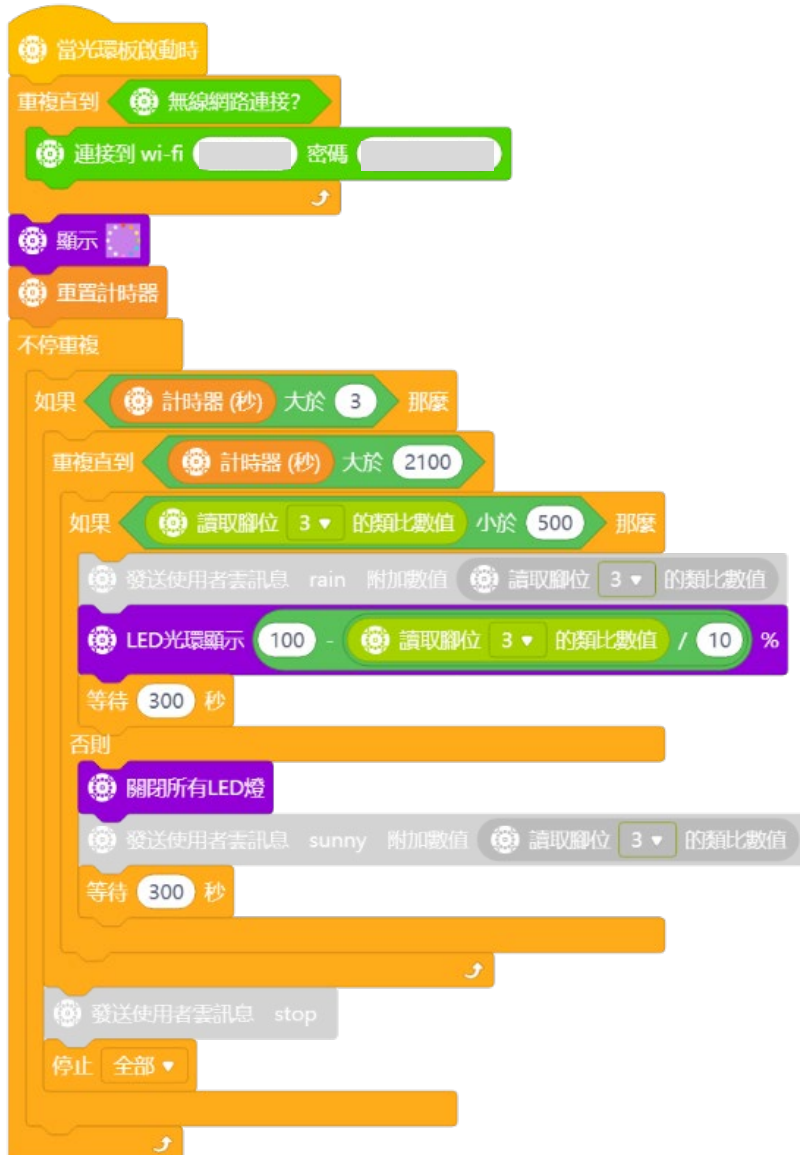 當光環板啟動時
重複直到 無線網路連接?
連接到 wi-fi 密碼
顯示
重置計時器
不停重複
如果 計時器 (秒) 大於 3 那麼
重複直到 計時器 (秒) 大於 2100
如果 讀取腳位 3 的類比數值 小於 500 那麼
發送使用者雲訊息 rain 附加數值 讀取腳位 3 的類比數值
LED光環顯示 100 - 讀取腳位 3 的類比數值 / 10 %
等待 300 秒
否則
關閉所有LED燈
發送使用者雲訊息 sunny 附加數值 讀取腳位 3 的類比數值
等待 300 秒
發送使用者雲訊息 stop
停止 全部